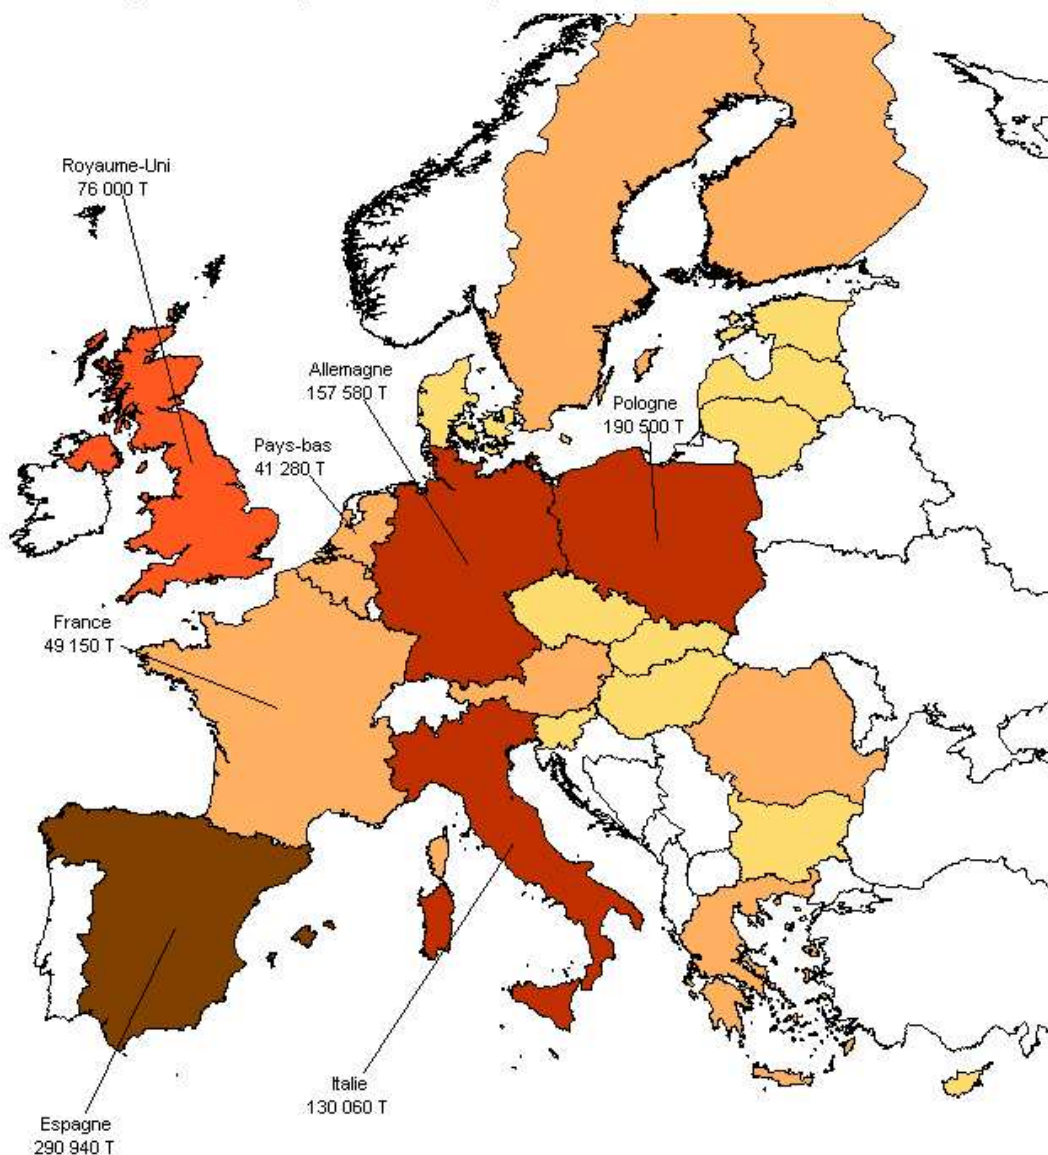 Royaume-Uni
76 000 T
Allemagne
157 580 T
Pologne
190 500 T
Pays-bas
41 280 T
France
49 150 T
Italie
130 060 T
Espagne
290 940 T